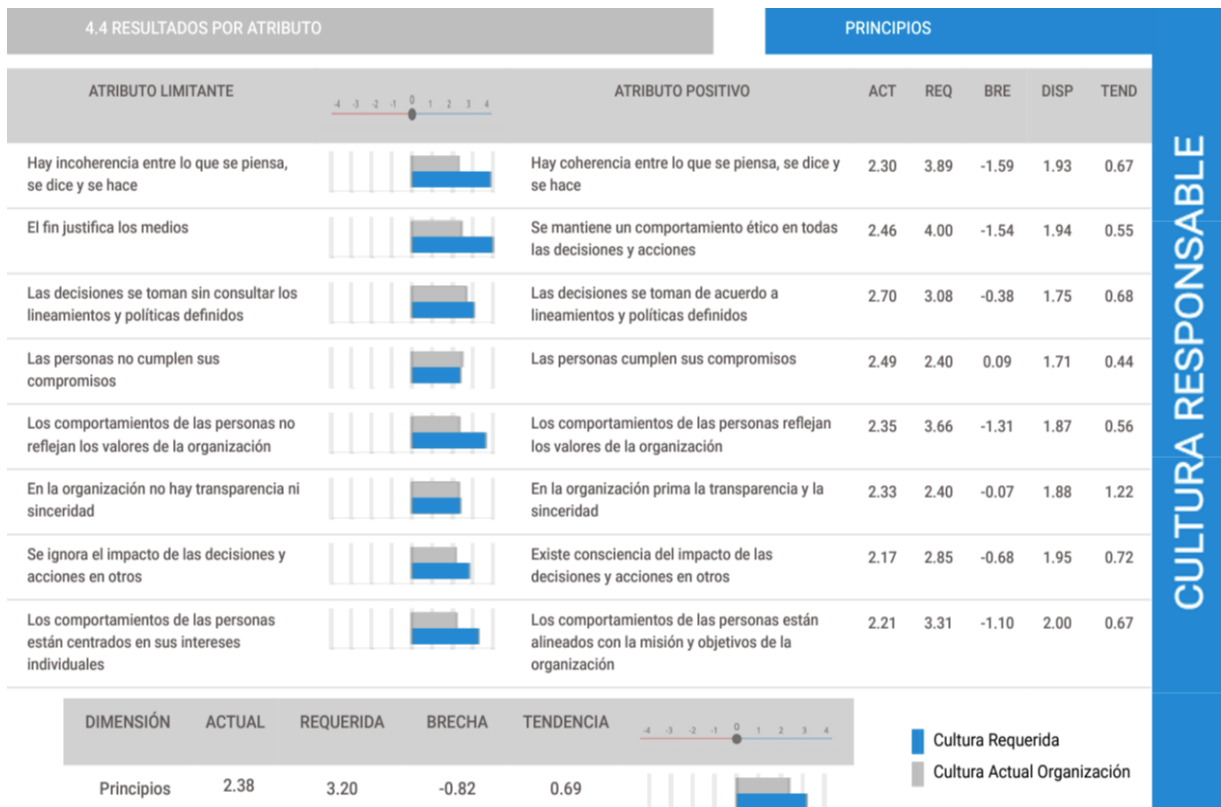 4.4 RESULTADOS POR ATRIBUTO
PRINCIPIOS
ATRIBUTO LIMITANTE
-4 -3 -2 -1 0 1 2 3 4
ATRIBUTO POSITIVO
ACT REQ BRE DISP TEND
Hay incoherencia entre lo que se piensa,
se dice y se hace
Hay coherencia entre lo que se piensa, se dice y
se hace
2.30 3.89 -1.59 1.93 0.67
El fin justifica los medios
Se mantiene un comportamiento ético en todas
las decisiones y acciones
2.46 4.00 -1.54 1.94 0.55
Las decisiones se toman sin consultar los
lineamientos y políticas definidos
Las decisiones se toman de acuerdo a
lineamientos y políticas definidos
2.70 3.08 -0.38 1.75 0.68
Las personas no cumplen sus
compromisos
Las personas cumplen sus compromisos
2.49 2.40 0.09 1.71 0.44
Los comportamientos de las personas no
reflejan los valores de la organización
Los comportamientos de las personas reflejan
los valores de la organización
2.35 3.66 -1.31 1.87 0.56
En la organización no hay transparencia ni
sinceridad
En la organización prima la transparencia y la
sinceridad
2.33 2.40 -0.07 1.88 1.22
Se ignora el impacto de las decisiones y
acciones en otros
Existe consciencia del impacto de las
decisiones y acciones en otros
2.17 2.85 -0.68 1.95 0.72
Los comportamientos de las personas
están centrados en sus intereses
individuales
Los comportamientos de las personas están
alineados con la misión y objetivos de la
organización
2.21 3.31 -1.10 2.00 0.67
DIMENSIÓN ACTUAL REQUERIDA BRECHA TENDENCIA
-4 -3 -2 -1 0 1 2 3 4
Principios 2.38 3.20 -0.82 0.69
Cultura Requerida
Cultura Actual Organización
CULTURA RESPONSABLE